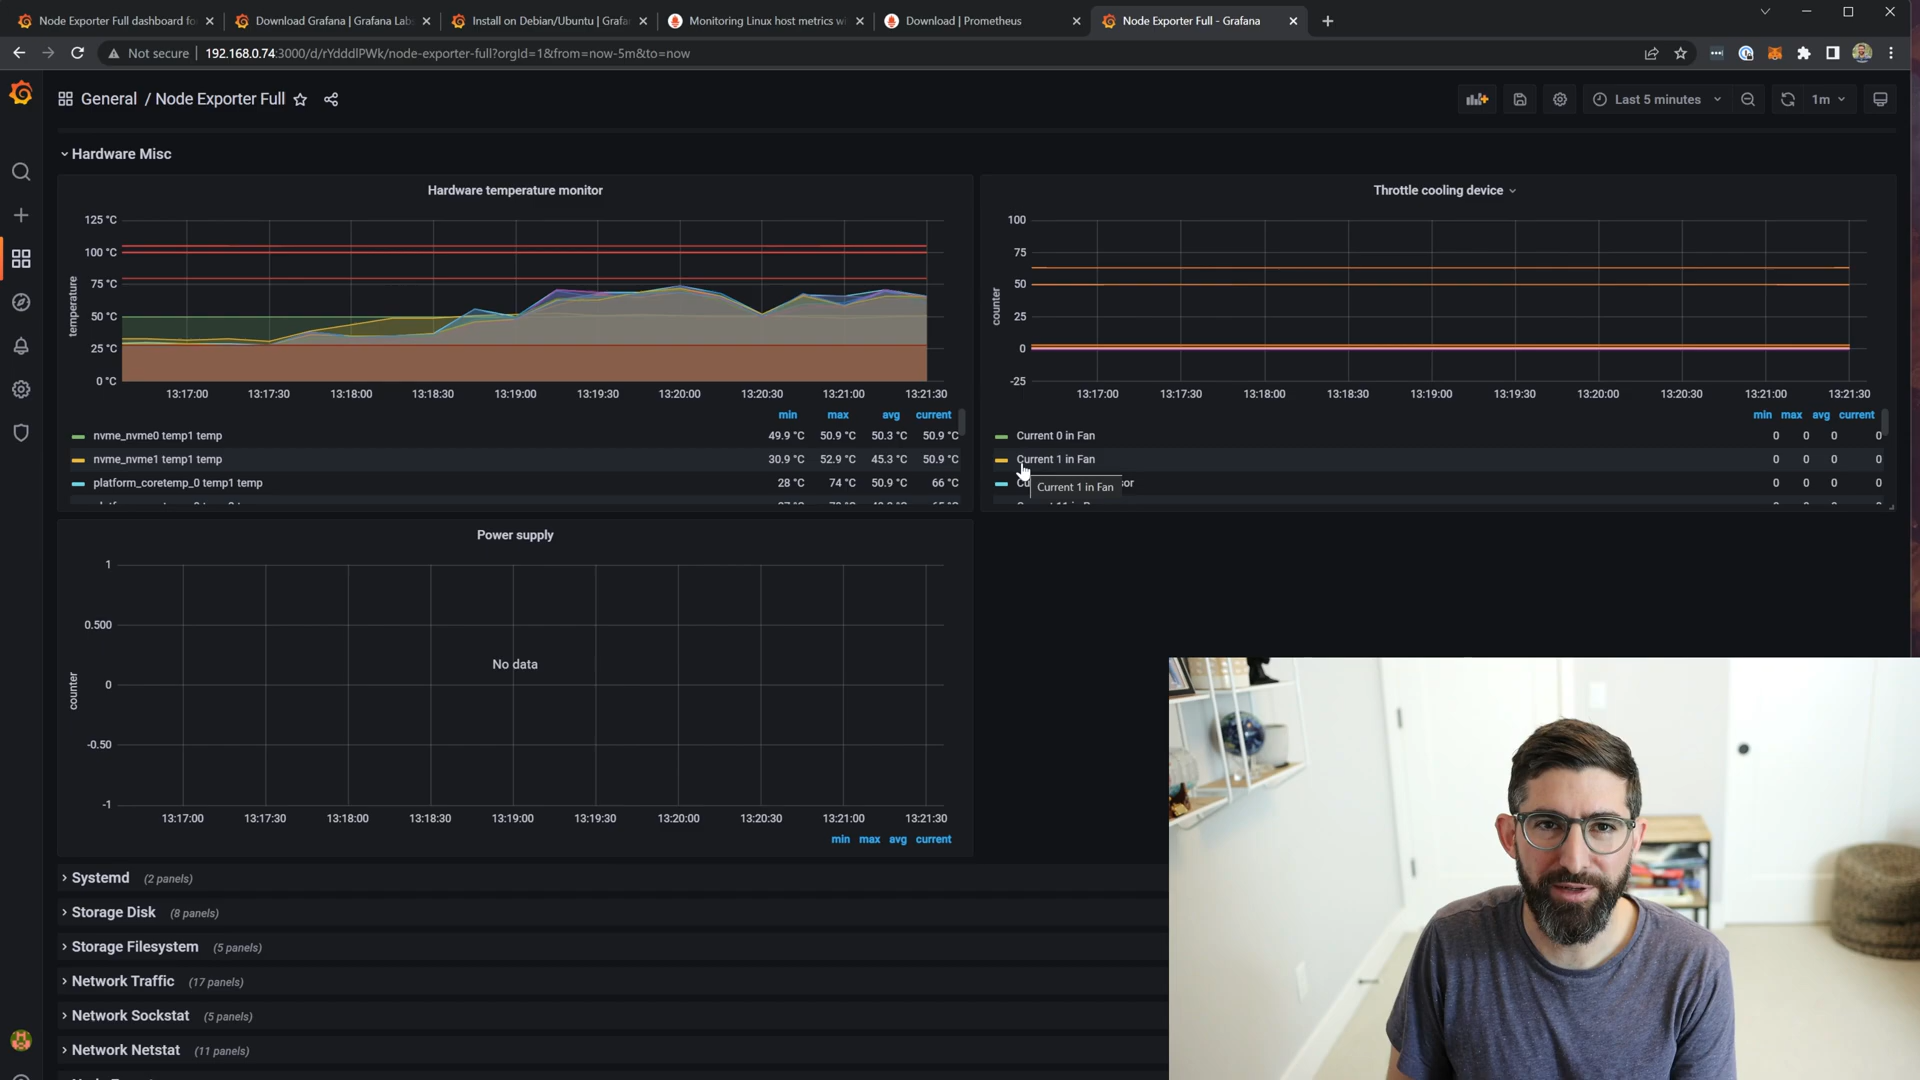 Node Exporter Full dashboard fo
Download Grafana | Grafana Lab
Install on Debian/Ubuntu | Grafa
Monitoring Linux host metrics w
Download | Prometheus
Node Exporter Full - Grafana
Not secure
192.168.0.74:3000/d/rYdddlPWk/node-exporter-full?orgId=1&from=now-5m&to=now
General / Node Exporter Full
Last 5 minutes
1m
Hardware Misc
Hardware temperature monitor
125 °C
100 °C
75 °C
50 °C
25 °C
0 °C
temperature
13:17:00 13:17:30 13:18:00 13:18:30 13:19:00 13:19:30 13:20:00 13:20:30 13:21:00 13:21:30
min max avg current
nvme_nvme0 temp1 temp 49.9 °C 50.9 °C 50.3 °C 50.9 °C
nvme_nvme1 temp1 temp 30.9 °C 52.9 °C 45.3 °C 50.9 °C
platform_coretemp_0 temp1 temp 28 °C 74 °C 50.9 °C 66 °C
Throttle cooling device
100
75
50
25
0
-25
counter
13:17:00 13:17:30 13:18:00 13:18:30 13:19:00 13:19:30 13:20:00 13:20:30 13:21:00 13:21:30
min max avg current
Current 0 in Fan 0 0 0 0
Current 1 in Fan 0 0 0 0
Current 1 in Fan
0 0 0 0
Power supply
1
0.500
0
-0.50
-1
counter
No data
13:17:00 13:17:30 13:18:00 13:18:30 13:19:00 13:19:30 13:20:00 13:20:30 13:21:00 13:21:30
min max avg current
Systemd (2 panels)
Storage Disk (8 panels)
Storage Filesystem (5 panels)
Network Traffic (17 panels)
Network Sockstat (5 panels)
Network Netstat (11 panels)